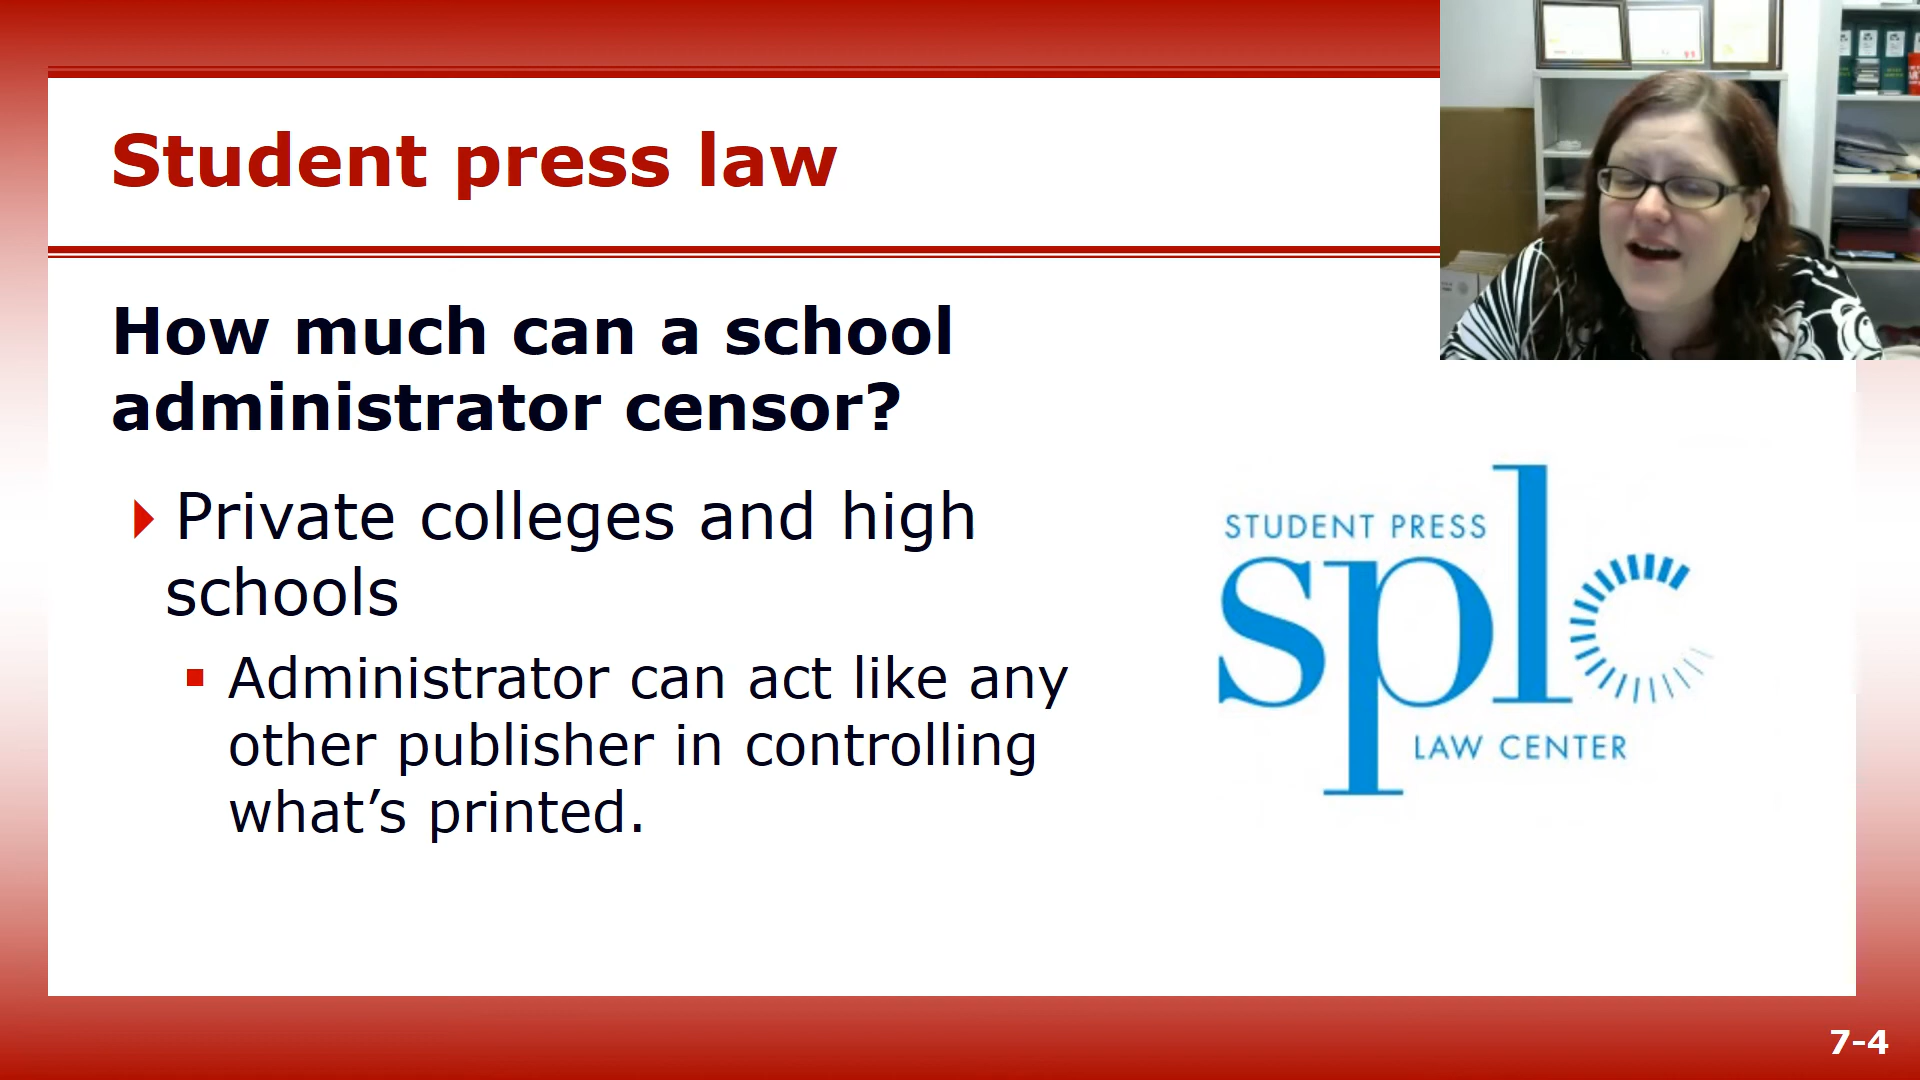 Student press law
How much can a school
administrator censor?
Private colleges and high
schools
Administrator can act like any
other publisher in controlling
what’s printed.
STUDENT PRESS
splc
LAW CENTER
7-4